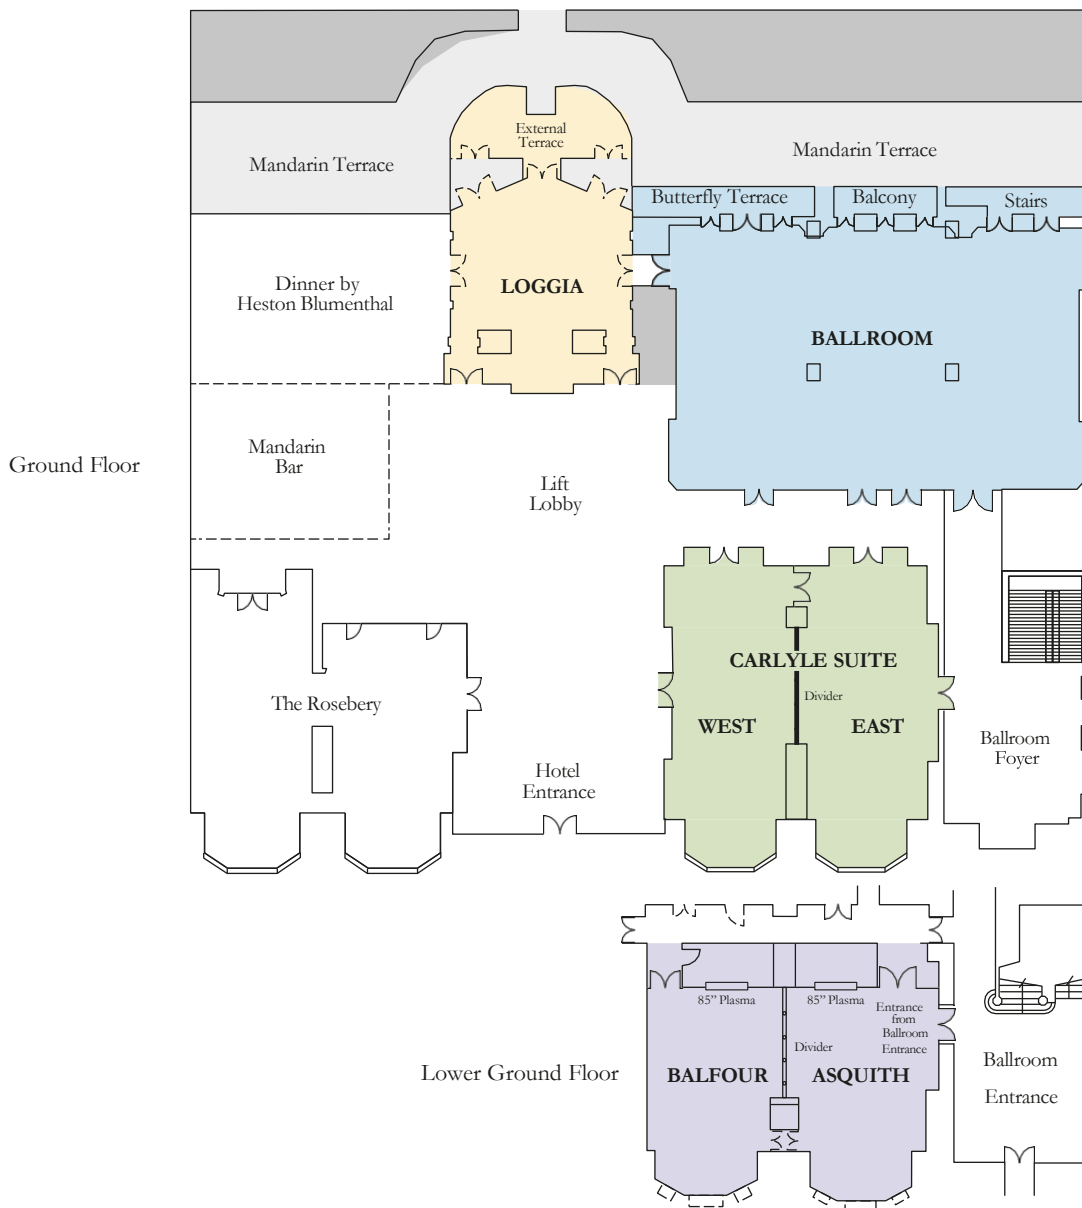 External
Terrace
Mandarin Terrace
Mandarin Terrace
Butterfly Terrace
Balcony
Stairs
Dinner by
Heston Blumenthal
LOGGIA
BALLROOM
Ground Floor
Mandarin
Bar
Lift
Lobby
CARLYLE SUITE
The Rosebery
Divider
WEST
EAST
Ballroom
Foyer
Hotel
Entrance
85” Plasma
85” Plasma
Entrance
from
Ballroom
Entrance
Divider
Lower Ground Floor
BALFOUR
ASQUITH
Ballroom
Entrance